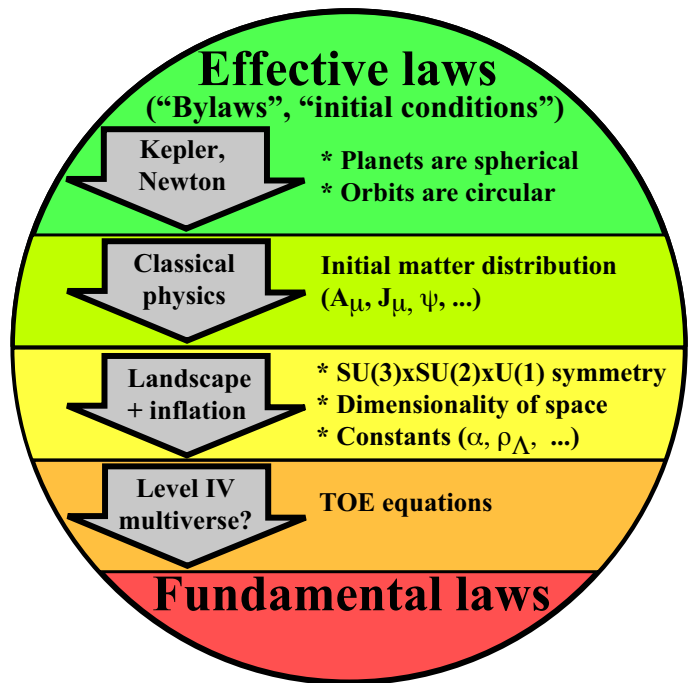 Effective laws
(“Bylaws”, “initial conditions”)
Kepler,
Newton
* Planets are spherical
* Orbits are circular
Classical
physics
Initial matter distribution
(Aμ, Jμ, ψ, ...)
Landscape
+ inflation
* SU(3)xSU(2)xU(1) symmetry
* Dimensionality of space
* Constants (α, ρΛ, ...)
Level IV
multiverse?
TOE equations
Fundamental laws